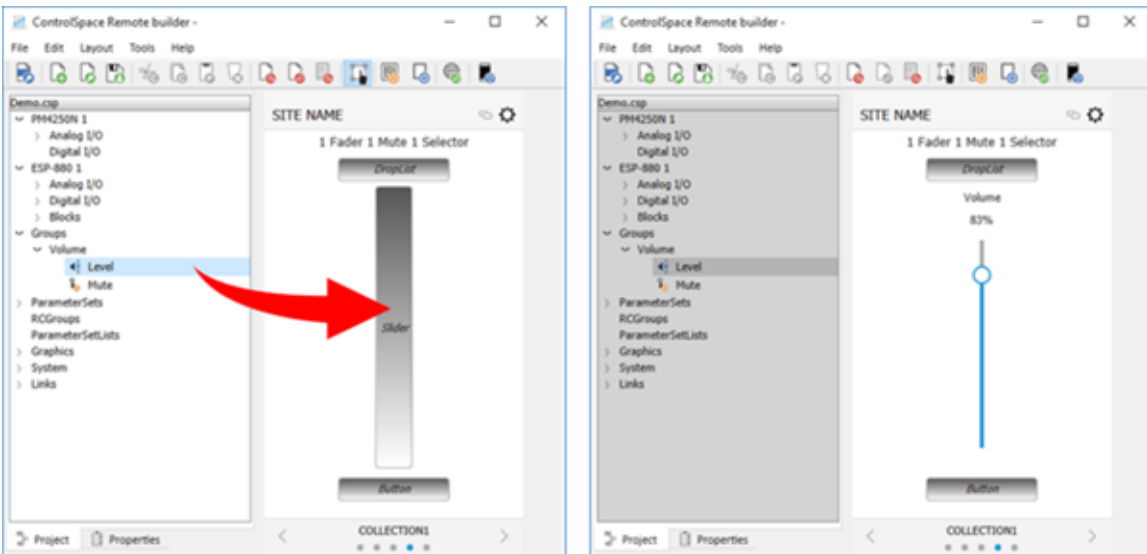 ControlSpace Remote builder -
File Edit Layout Tools Help
Demo.csp
PM4250N 1
Analog I/O
Digital I/O
ESP-880 1
Analog I/O
Digital I/O
Blocks
Groups
Volume
Level
Mute
ParameterSets
RCGroups
ParameterSetLists
Graphics
System
Links
Project Properties
SITE NAME
1 Fader 1 Mute 1 Selector
DropList
Slider
Button
COLLECTION1
ControlSpace Remote builder -
File Edit Layout Tools Help
Demo.csp
PM4250N 1
Analog I/O
Digital I/O
ESP-880 1
Analog I/O
Digital I/O
Blocks
Groups
Volume
Level
Mute
ParameterSets
RCGroups
ParameterSetLists
Graphics
System
Links
Project Properties
SITE NAME
1 Fader 1 Mute 1 Selector
DropList
Volume
83%
Button
COLLECTION1